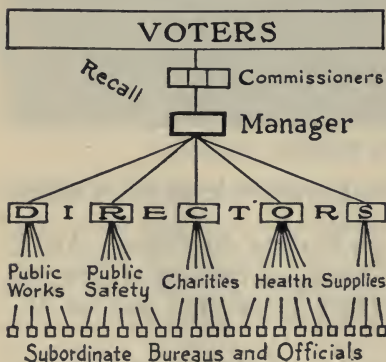 VOTERS
Recall
Commissioners
Manager
DIRECTORS
Public Works
Public Safety
Charities
Health
Supplies
Subordinate Bureaus and Officials